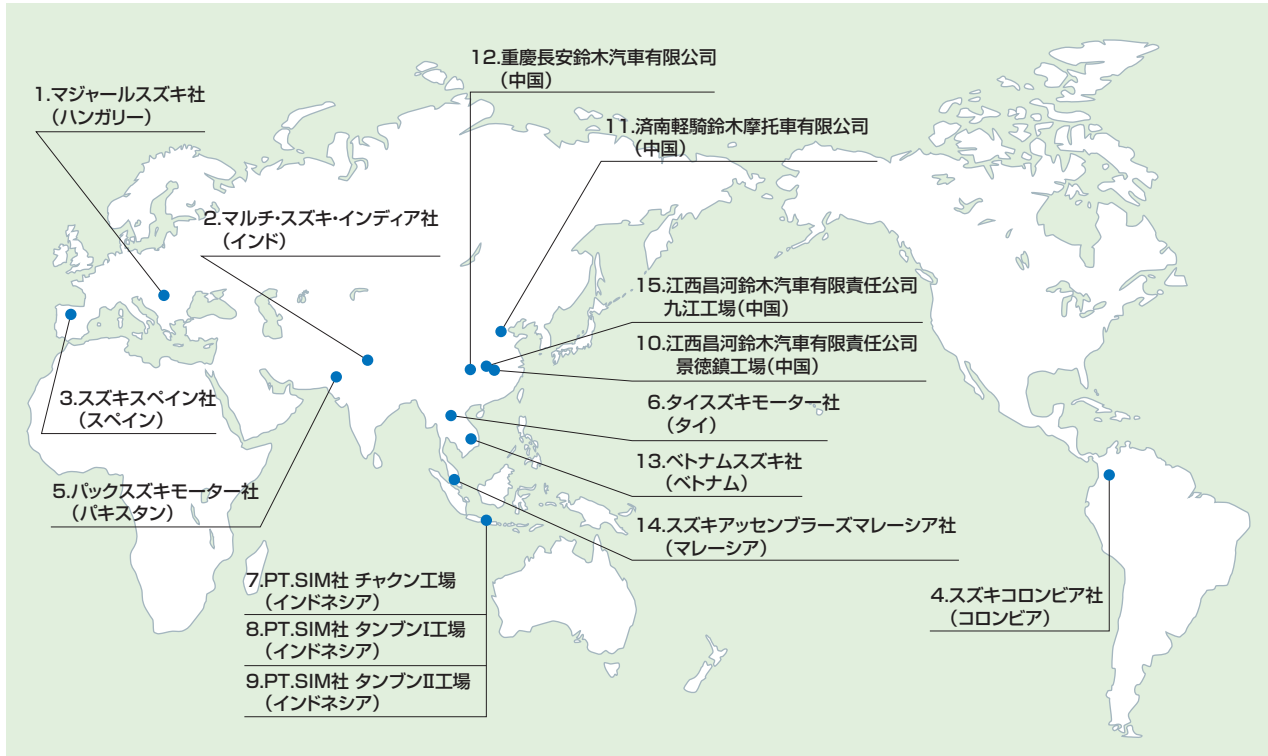 12.重慶長安鈴木汽車有限公司
(中国)
1.マジャールスズキ社
(ハンガリー)
11.済南軽騎鈴木摩托車有限公司
(中国)
2.マルチ・スズキ・インディア社
(インド)
15.江西昌河鈴木汽車有限責任公司
九江工場(中国)
10.江西昌河鈴木汽車有限責任公司
景徳鎮工場(中国)
3.スズキスペイン社
(スペイン)
6.タイスズキモーター社
(タイ)
13.ベトナムスズキ社
(ベトナム)
5.パックスズキモーター社
(パキスタン)
14.スズキアッセンブラーズマレーシア社
(マレーシア)
7.PT.SIM社 チャクン工場
(インドネシア)
8.PT.SIM社 タンブンI工場
(インドネシア)
9.PT.SIM社 タンブンII工場
(インドネシア)
4.スズキコロンビア社
(コロンビア)